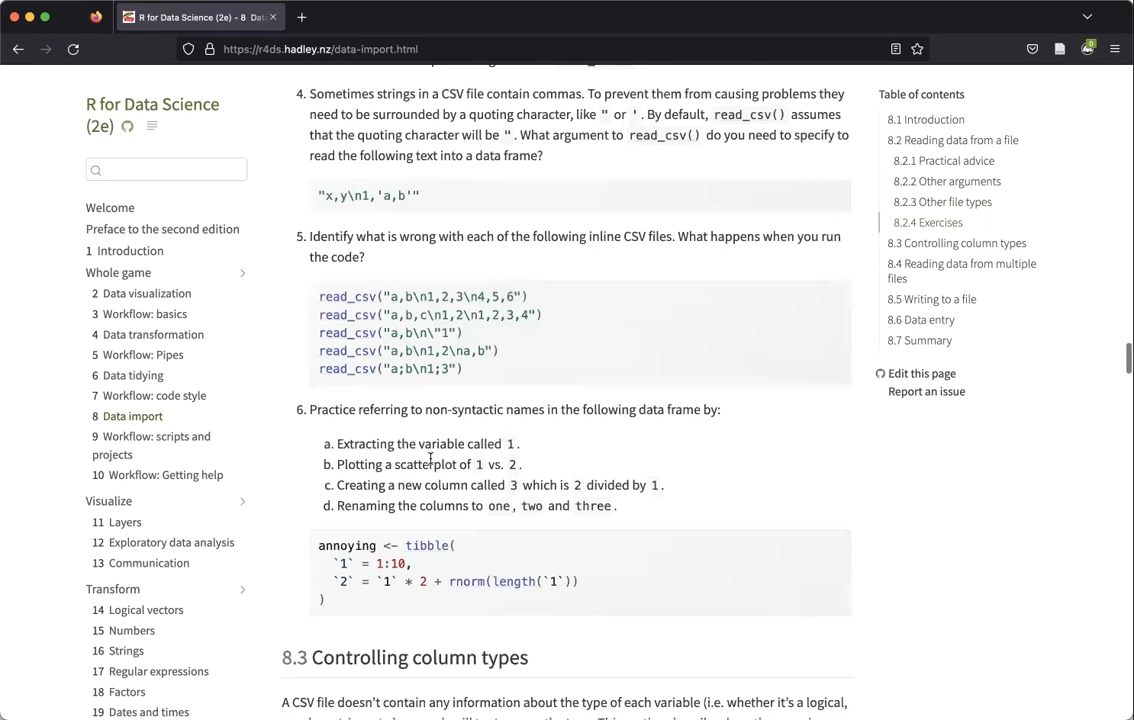 R for Data Science (2e) - 8 Dat
https://r4ds.hadley.nz/data-import.html
0
R for Data Science
(2e)
Welcome
Preface to the second edition
1 Introduction
Whole game
2 Data visualization
3 Workflow: basics
4 Data transformation
5 Workflow: Pipes
6 Data tidying
7 Workflow: code style
8 Data import
9 Workflow: scripts and
projects
10 Workflow: Getting help
Visualize
11 Layers
12 Exploratory data analysis
13 Communication
Transform
14 Logical vectors
15 Numbers
16 Strings
17 Regular expressions
18 Factors
19 Dates and times
4. Sometimes strings in a CSV file contain commas. To prevent them from causing problems they
need to be surrounded by a quoting character, like " or '. By default, read_csv() assumes
that the quoting character will be ". What argument to read_csv() do you need to specify to
read the following text into a data frame?
"x,y\n1,'a,b'"
5. Identify what is wrong with each of the following inline CSV files. What happens when you run
the code?
read_csv("a,b\n1,2,3\n4,5,6")
read_csv("a,b,c\n1,2\n1,2,3,4")
read_csv("a,b\n\"1")
read_csv("a,b\n1,2\na,b")
read_csv("a;b\n1;3")
6. Practice referring to non-syntactic names in the following data frame by:
a. Extracting the variable called 1.
b. Plotting a scatterplot of 1 vs. 2.
c. Creating a new column called 3 which is 2 divided by 1.
d. Renaming the columns to one, two and three.
annoying <- tibble(
`1` = 1:10,
`2` = `1` * 2 + rnorm(length(`1`))
)
8.3 Controlling column types
A CSV file doesn't contain any information about the type of each variable (i.e. whether it's a logical,
Table of contents
8.1 Introduction
8.2 Reading data from a file
8.2.1 Practical advice
8.2.2 Other arguments
8.2.3 Other file types
8.2.4 Exercises
8.3 Controlling column types
8.4 Reading data from multiple
files
8.5 Writing to a file
8.6 Data entry
8.7 Summary
Edit this page
Report an issue